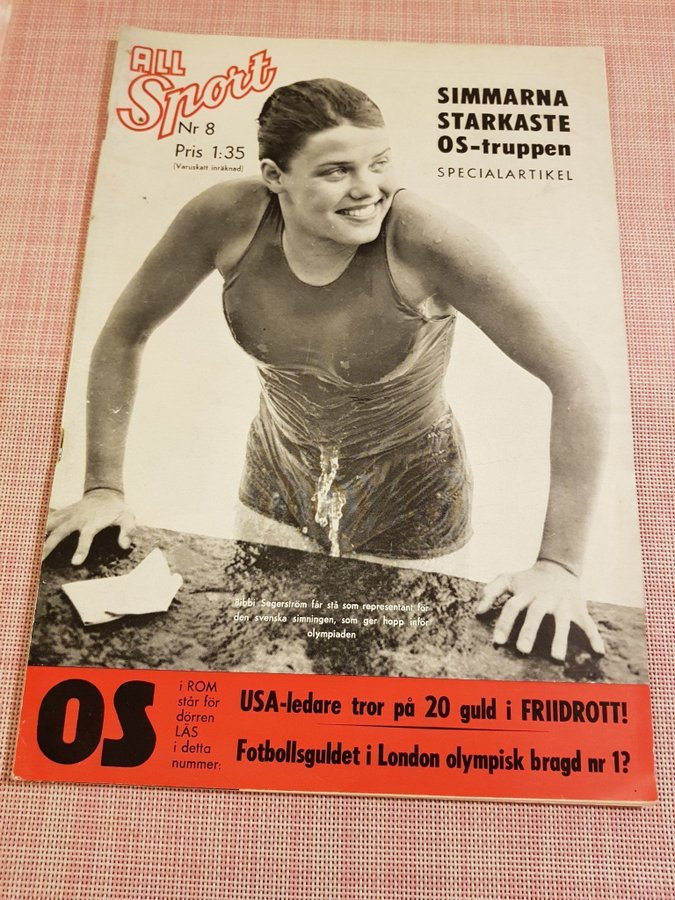 ALL
Sport
Nr 8
Pris 1:35
(Varuskatt inräknad)
SIMMARNA
STARKASTE
OS-truppen
SPECIALARTIKEL
Bibbi Segerström får stå som representant för
den svenska simningen, som ger hopp inför
olympiaden
OS
i ROM
står för
dörren
LÄS
i detta
nummer:
USA-ledare tror på 20 guld i FRIIDROTT!
Fotbollsguldet i London olympisk bragd nr 1?